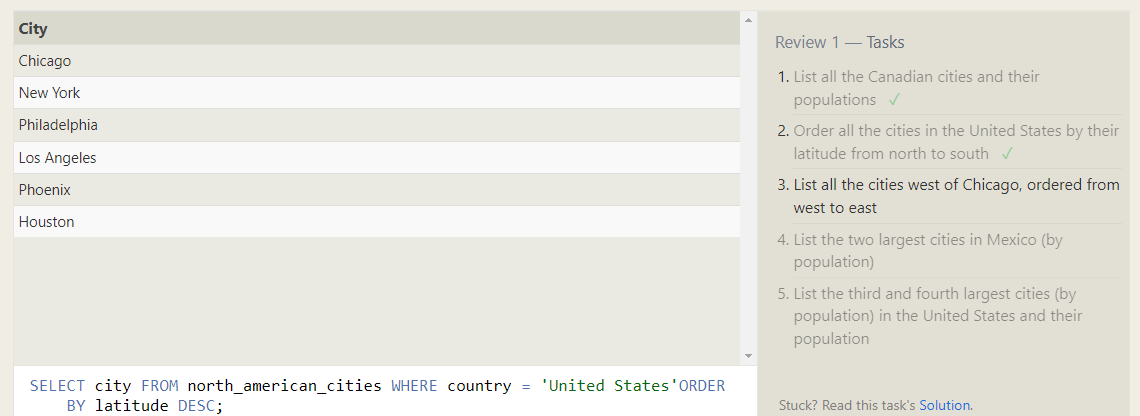 City
Chicago
New York
Philadelphia
Los Angeles
Phoenix
Houston
SELECT city FROM north_american_cities WHERE country = 'United States'ORDER
BY latitude DESC;
Review 1 — Tasks
1. List all the Canadian cities and their
populations ✓
2. Order all the cities in the United States by their
latitude from north to south ✓
3. List all the cities west of Chicago, ordered from
west to east
4. List the two largest cities in Mexico (by
population)
5. List the third and fourth largest cities (by
population) in the United States and their
population
Stuck? Read this task's Solution.